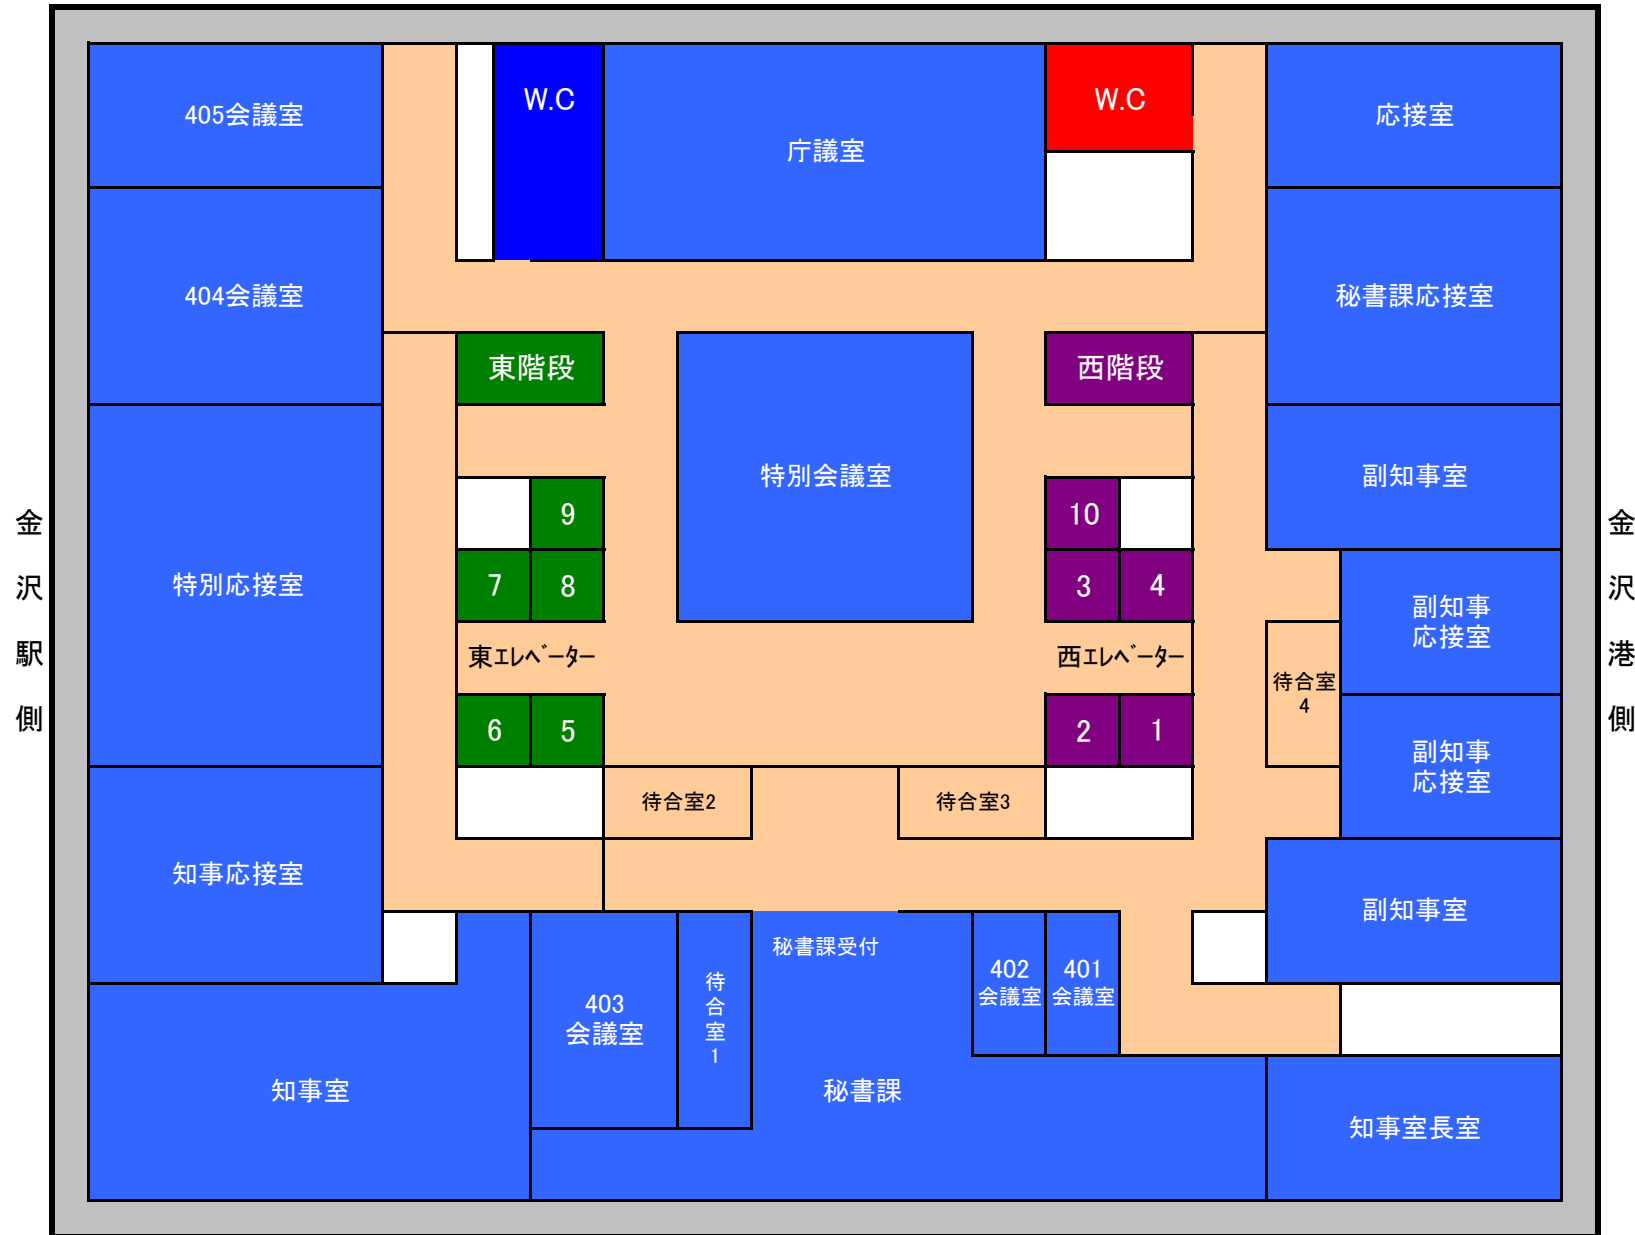 405会議室
W.C
庁議室
W.C
応接室
404会議室
秘書課応接室
東階段
西階段
特別会議室
副知事室
9
10
7
8
3
4
特別応接室
副知事
応接室
東エレベーター
西エレベーター
待合室
4
6
5
2
1
副知事
応接室
待合室2
待合室3
知事応接室
副知事室
秘書課受付
403
会議室
待合室1
402
会議室
401
会議室
知事室
秘書課
知事室長室
金沢駅側
金沢港側